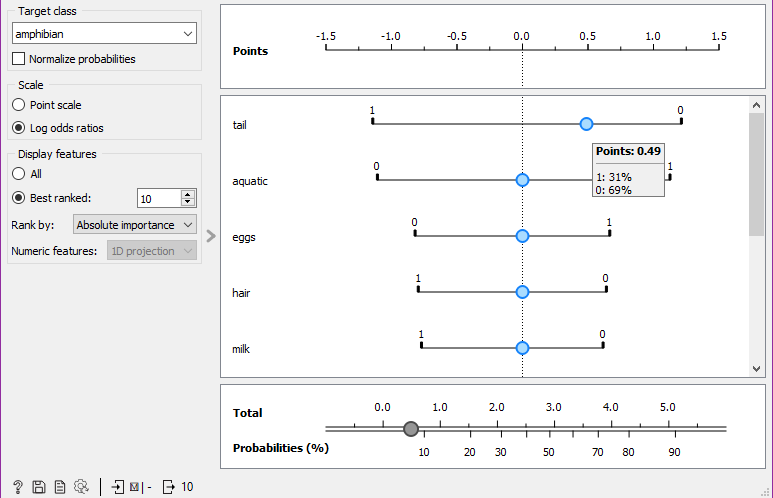 Target class
amphibian
Normalize probabilities
Scale
Point scale
Log odds ratios
Display features
All
Best ranked: 10
Rank by: Absolute importance
Numeric features: 1D projection
-1.5 -1.0 -0.5 0.0 0.5 1.0 1.5
Points
1 0
tail
Points: 0.49
1: 31%
0: 69%
0 1
aquatic
0 1
eggs
1 0
hair
1 0
milk
0.0 1.0 2.0 3.0 4.0 5.0
Total
Probabilities (%)
10 20 30 50 70 80 90
? M | - 10